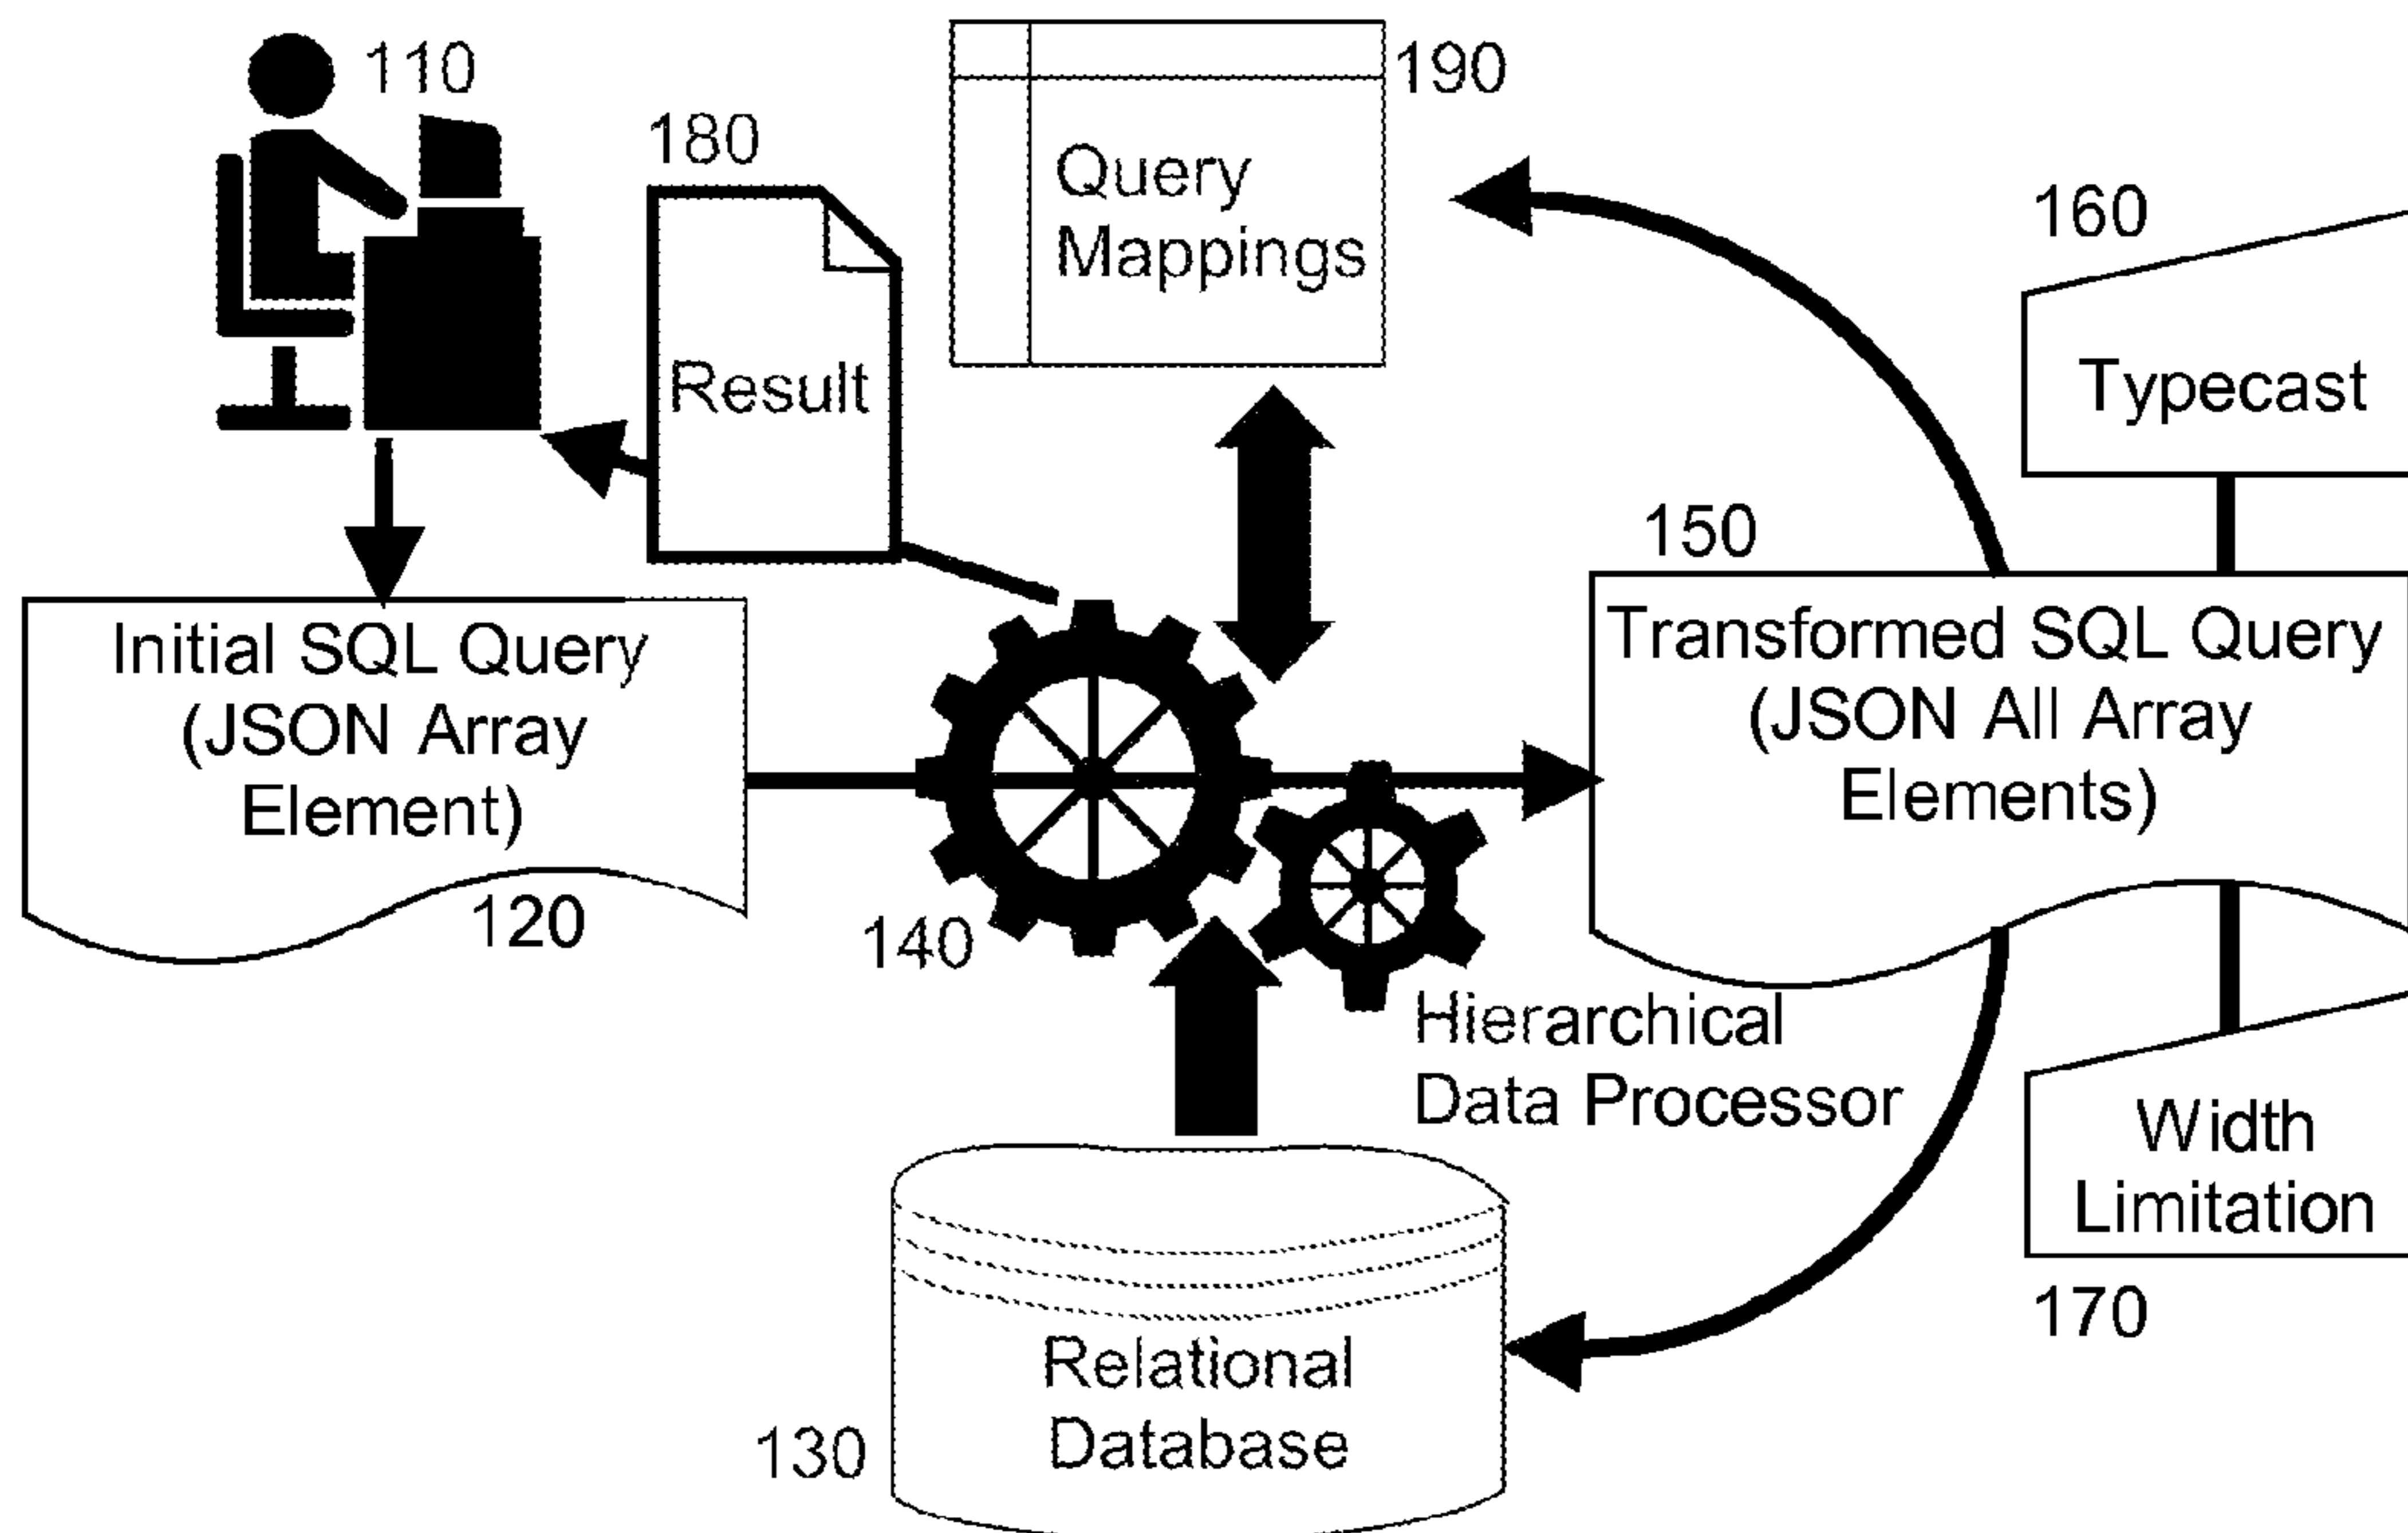 110
180
Result
190
Query
Mappings
160
Typecast
150
Initial SQL Query
(JSON Array
Element)
120
140
Transformed SQL Query
(JSON All Array
Elements)
Hierarchical
Data Processor
Width
Limitation
170
Relational
Database
130